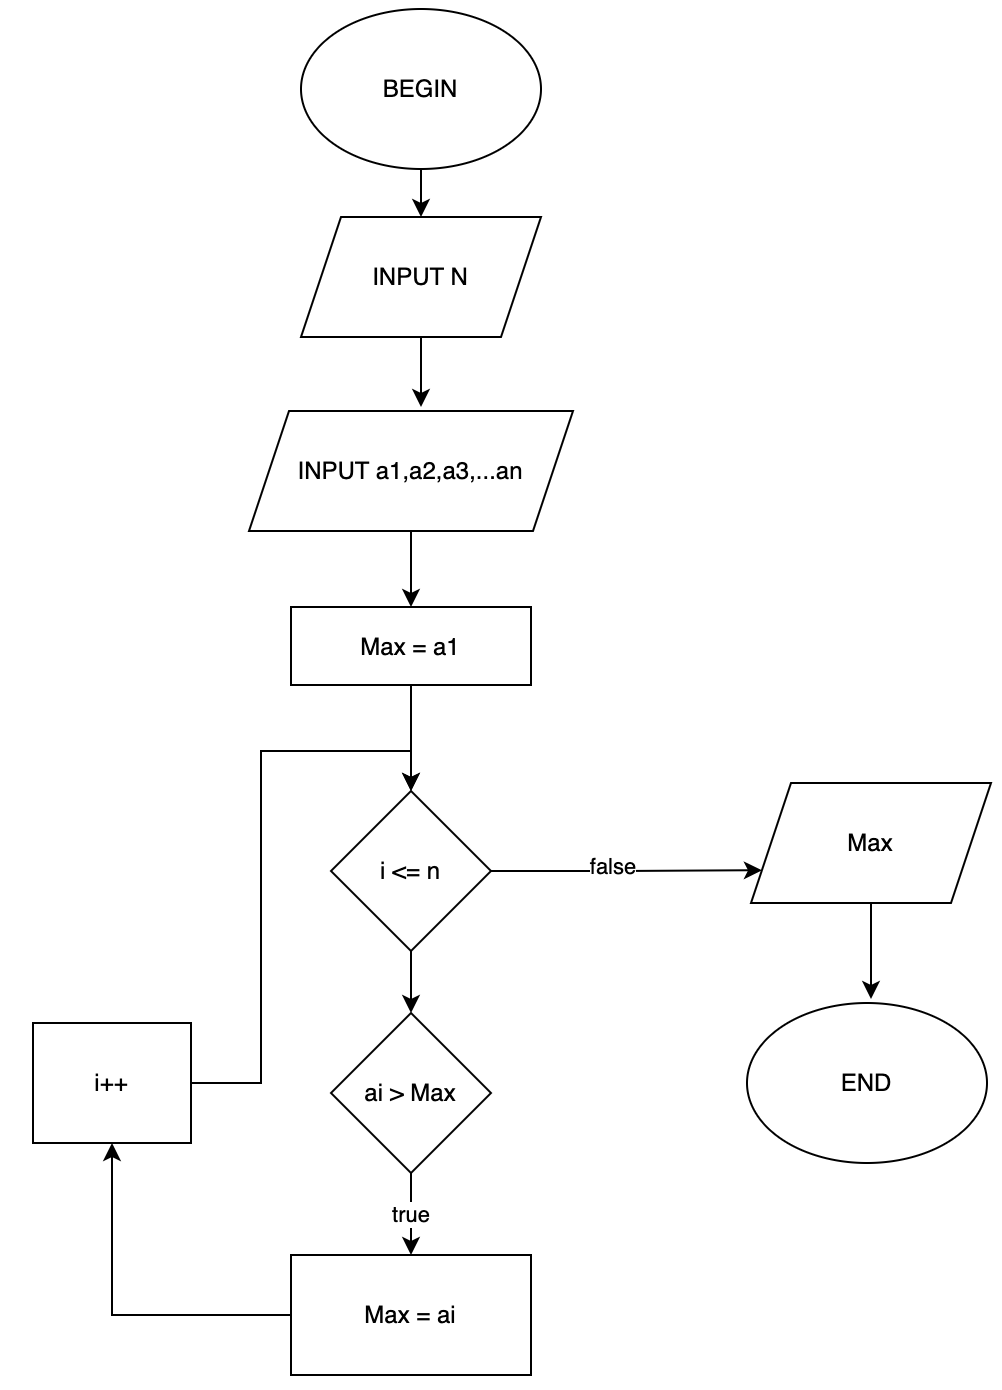 BEGIN
INPUT N
INPUT a1,a2,a3,...an
Max = a1
i <= n
false
Max
END
ai > Max
true
Max = ai
i++